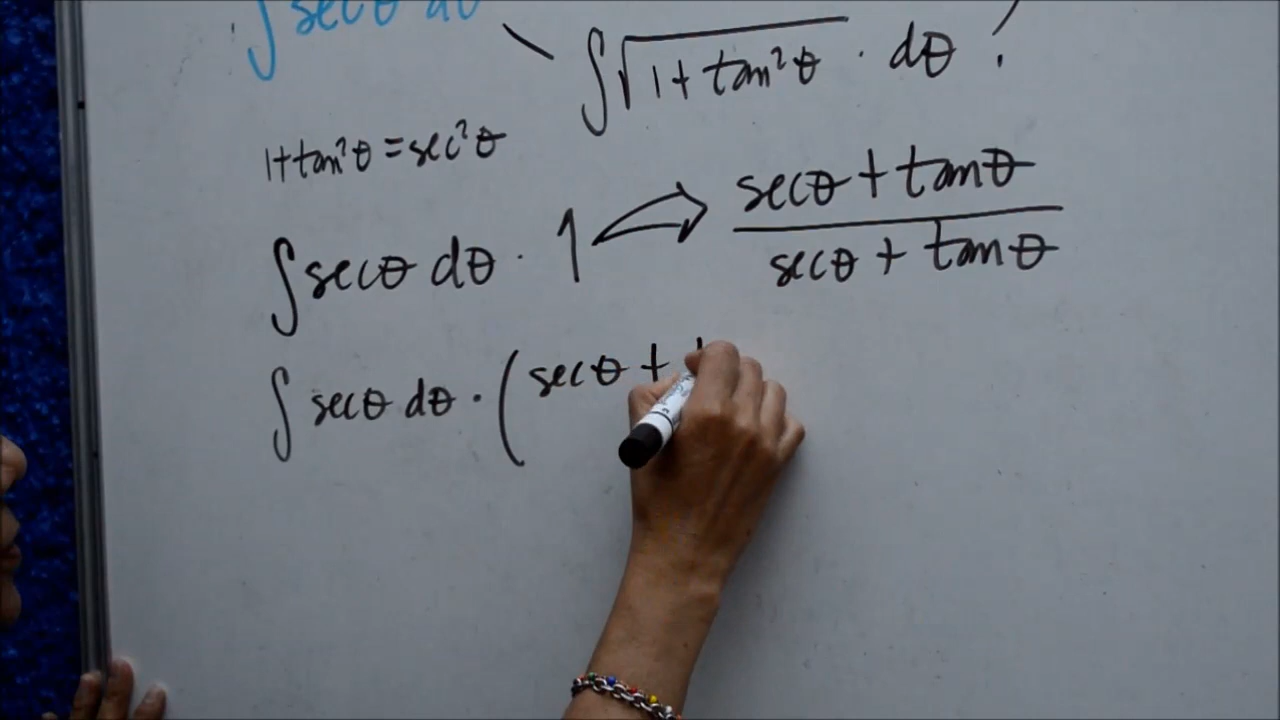 ∫ sec θ dθ
∫ √(1 + tan²θ) · dθ ?
1 + tan²θ = sec²θ
∫ sec θ dθ · 1 → (sec θ + tan θ)/(sec θ + tan θ)
∫ sec θ dθ · ( sec θ + t